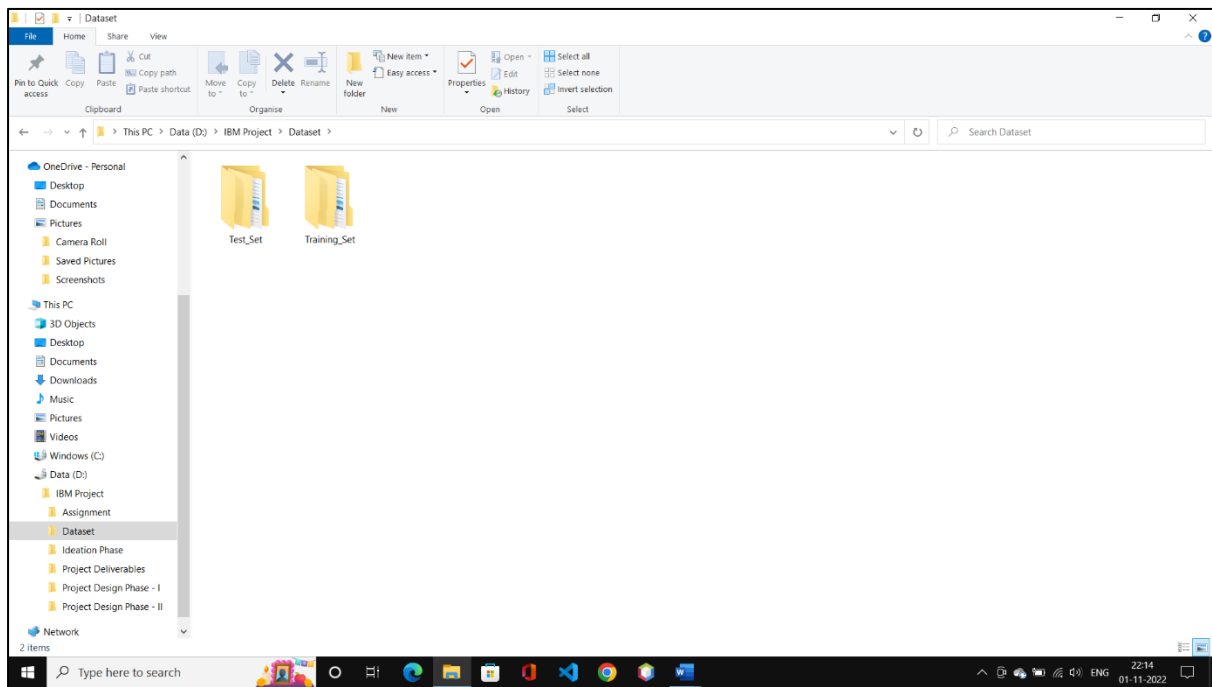 Dataset
File Home Share View
Pin to Quick access
Copy
Paste
Cut
Copy path
Paste shortcut
Clipboard
Move to
Copy to
Delete
Rename
Organise
New folder
New item
Easy access
New
Properties
Open
Edit
History
Open
Select all
Select none
Invert selection
Select
This PC > Data (D:) > IBM Project > Dataset >
Search Dataset
OneDrive - Personal
Desktop
Documents
Pictures
Camera Roll
Saved Pictures
Screenshots
This PC
3D Objects
Desktop
Documents
Downloads
Music
Pictures
Videos
Windows (C:)
Data (D:)
IBM Project
Assignment
Dataset
Ideation Phase
Project Deliverables
Project Design Phase - I
Project Design Phase - II
Network
Test_Set
Training_Set
2 items
Type here to search
ENG
22:14
01-11-2022